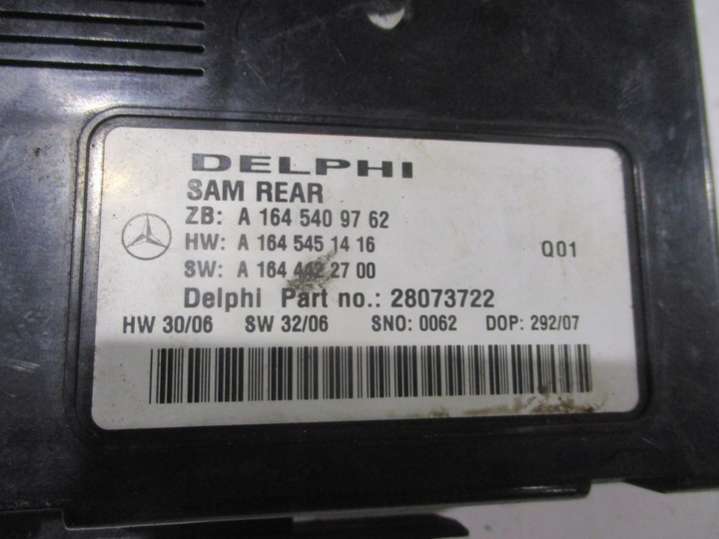 DELPHI
SAM REAR
ZB: A 164 540 97 62
HW: A 164 545 14 16
Q01
SW: A 164 442 27 00
Delphi Part no.: 28073722
HW 30/06 SW 32/06 SNO: 0062 DOP: 292/07